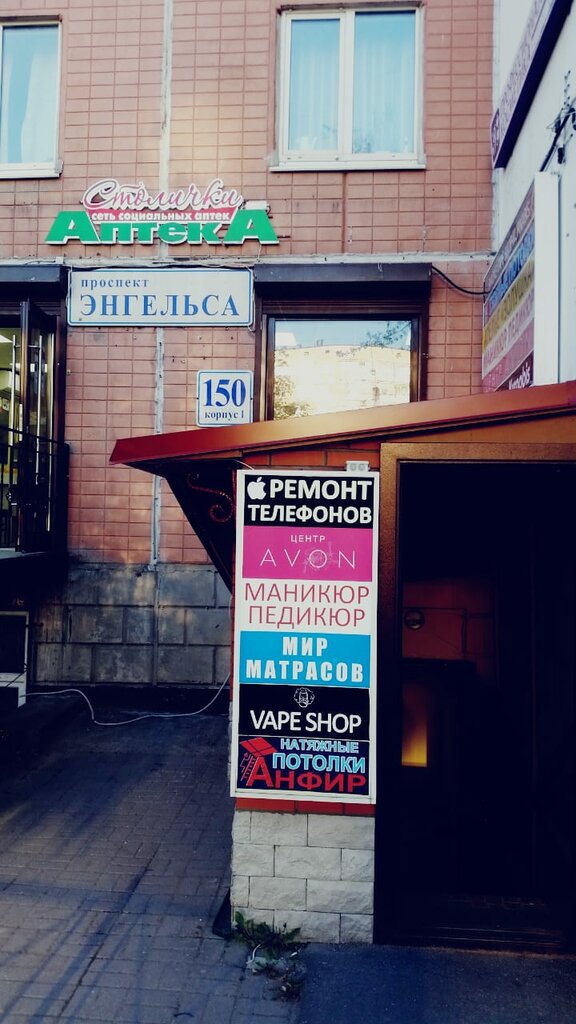 Столички
сеть социальных аптек
Аптека
проспект
ЭНГЕЛЬСА
150
корпус 1
РЕМОНТ
ТЕЛЕФОНОВ
ЦЕНТР
AVON
МАНИКЮР
ПЕДИКЮР
МИР
МАТРАСОВ
VAPE SHOP
НАТЯЖНЫЕ
ПОТОЛКИ
АНФИР